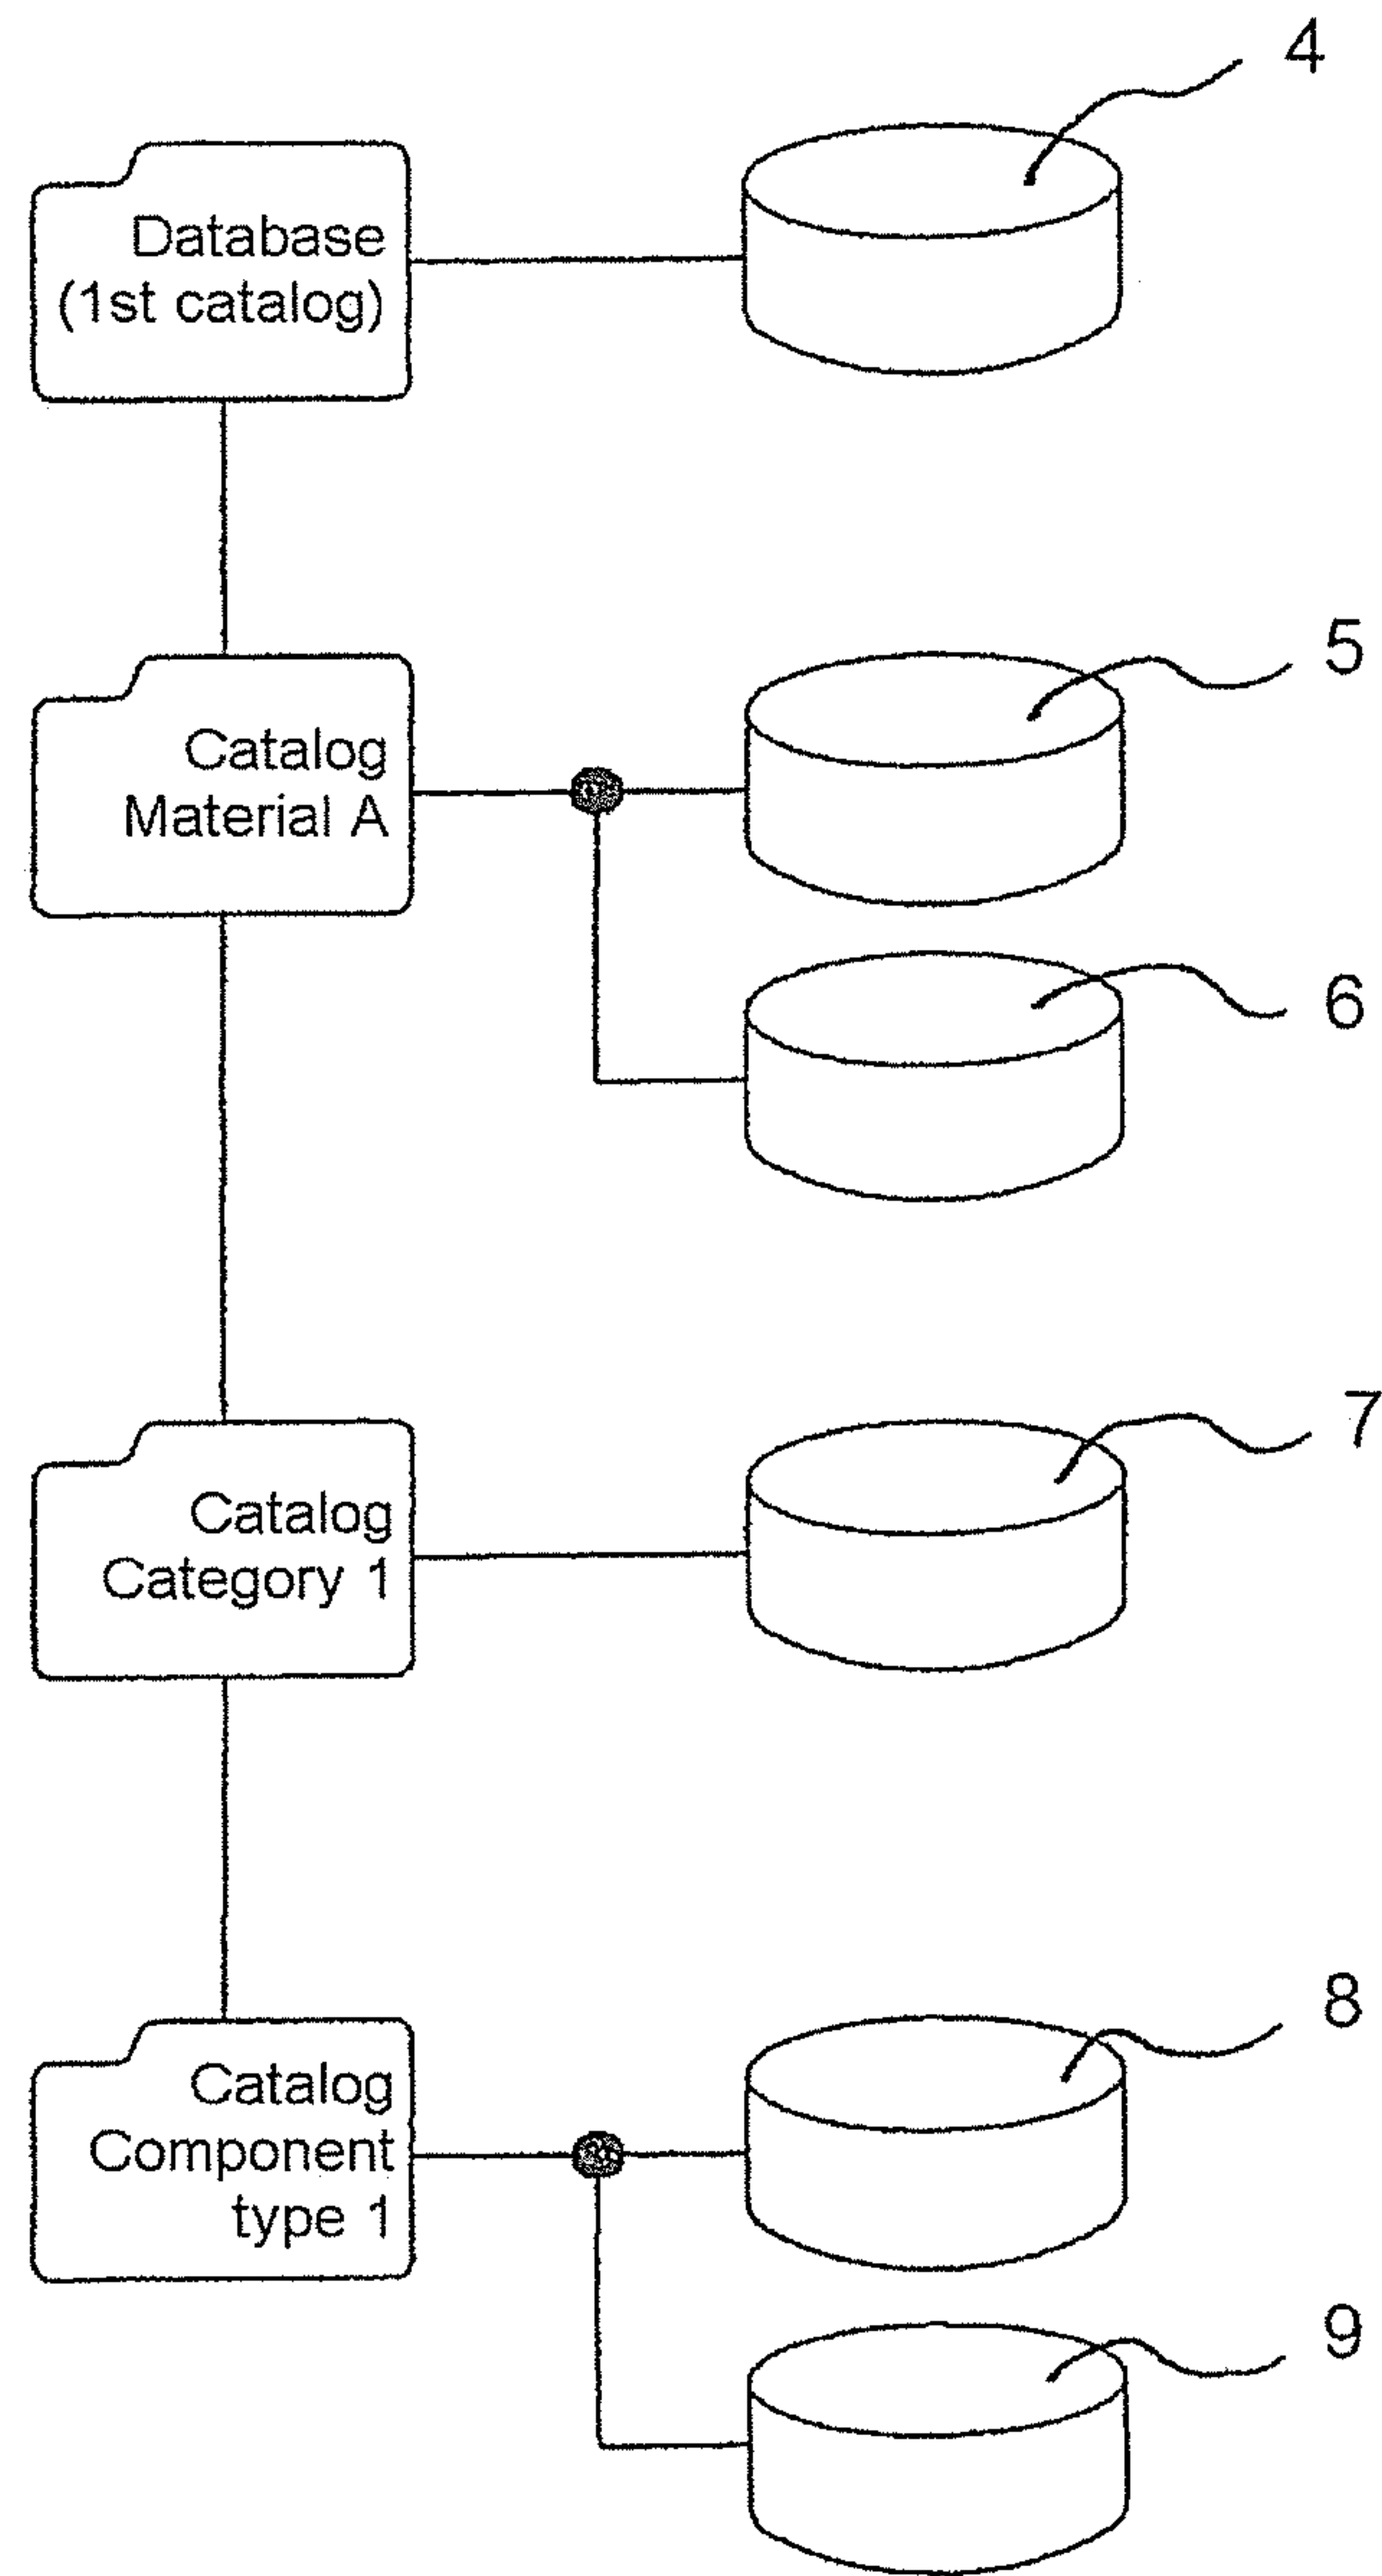 4
Database
(1st catalog)
5
Catalog
Material A
6
7
Catalog
Category 1
8
Catalog
Component
type 1
9